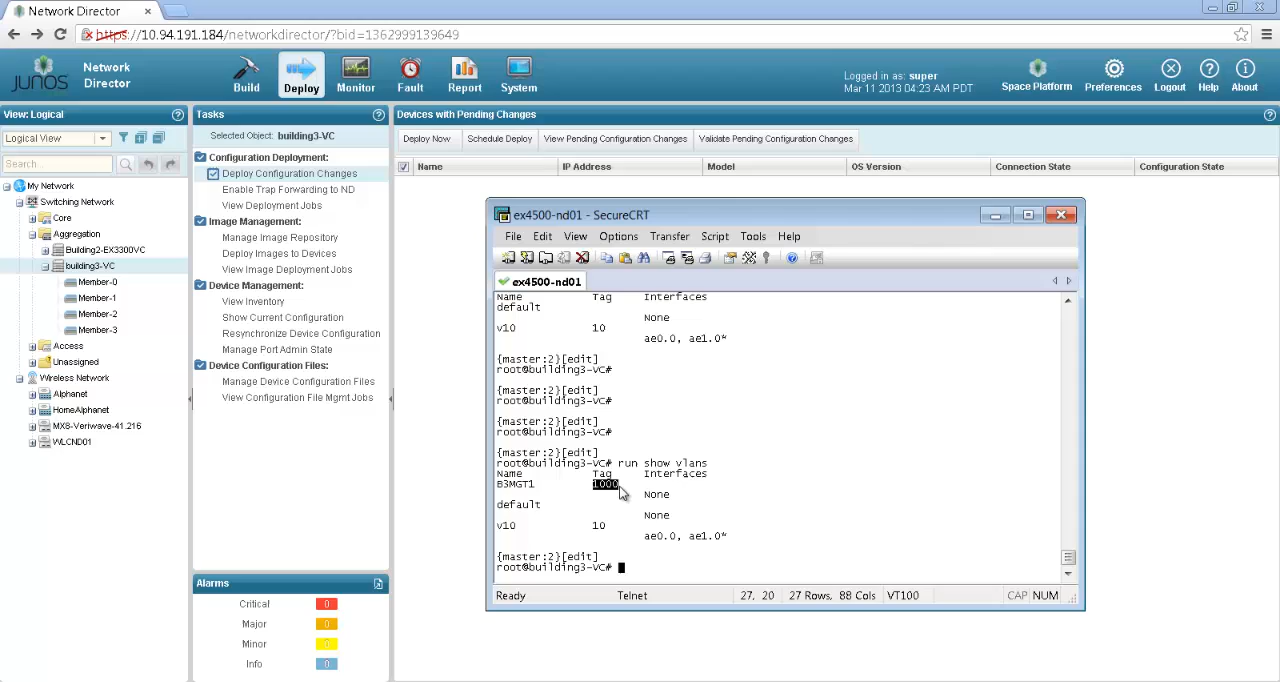 Network Director
https://10.94.191.184/networkdirector/?bid=1362999139649
JUNOS
Network
Director
Build
Deploy
Monitor
Fault
Report
System
Logged in as: super
Mar 11 2013 04:23 AM PDT
Space Platform
Preferences
Logout
Help
About
View: Logical
Logical View
Search...
My Network
Switching Network
Core
Aggregation
Building2-EX3300VC
building3-VC
Member-0
Member-1
Member-2
Member-3
Access
Unassigned
Wireless Network
Alphanet
HomeAlphanet
MX8-Veriwave-41.216
WLCND01
Tasks
Selected Object: building3-VC
Configuration Deployment:
Deploy Configuration Changes
Enable Trap Forwarding to ND
View Deployment Jobs
Image Management:
Manage Image Repository
Deploy Images to Devices
View Image Deployment Jobs
Device Management:
View Inventory
Show Current Configuration
Resynchronize Device Configuration
Manage Port Admin State
Device Configuration Files:
Manage Device Configuration Files
View Configuration File Mgmt Jobs
Alarms
Critical 0
Major 0
Minor 0
Info 0
Devices with Pending Changes
Deploy Now Schedule Deploy View Pending Configuration Changes Validate Pending Configuration Changes
Name IP Address Model OS Version Connection State Configuration State
ex4500-nd01 - SecureCRT
File Edit View Options Transfer Script Tools Help
ex4500-nd01
Name Tag Interfaces
default
None
v10 10
ae0.0, ae1.0*
{master:2}[edit]
root@building3-VC#
{master:2}[edit]
root@building3-VC#
{master:2}[edit]
root@building3-VC#
{master:2}[edit]
root@building3-VC# run show vlans
Name Tag Interfaces
B3MGT1 1000
None
default
None
v10 10
ae0.0, ae1.0*
{master:2}[edit]
root@building3-VC#
Ready Telnet 27, 20 27 Rows, 88 Cols VT100 CAP NUM